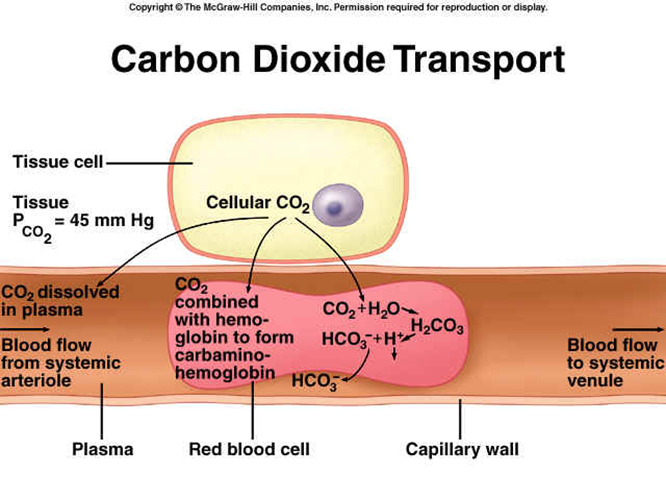 Copyright © The McGraw-Hill Companies, Inc. Permission required for reproduction or display.
Carbon Dioxide Transport
Tissue cell
Tissue
PCO₂ = 45 mm Hg
Cellular CO₂
CO₂ dissolved
in plasma
Blood flow
from systemic
arteriole
CO₂
combined
with hemo-
globin to form
carbamino-
hemoglobin
CO₂+H₂O
H₂CO₃
HCO₃⁻+H⁺
HCO₃⁻
Blood flow
to systemic
venule
Plasma
Red blood cell
Capillary wall